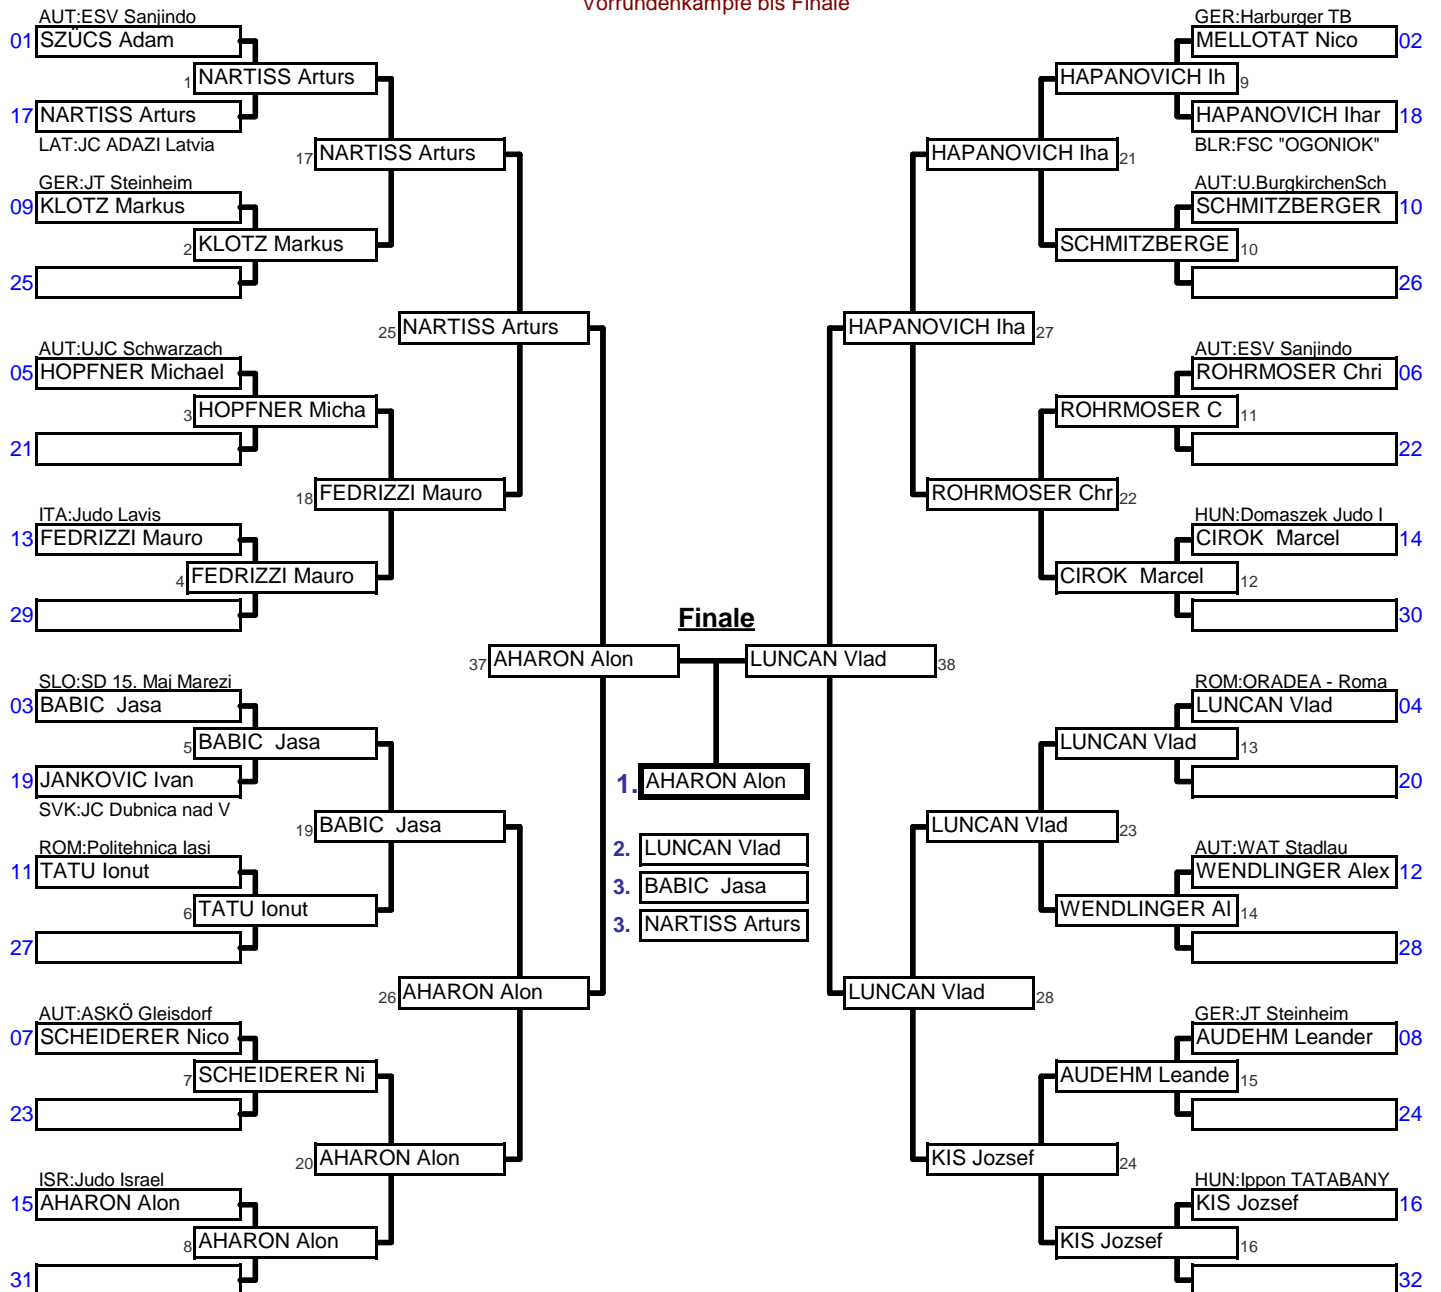 Vorrundenkämpfe bis Finale
AUT:ESV Sanjindo
01 SZÜCS Adam
1 NARTISS Arturs
17 NARTISS Arturs
LAT:JC ADAZI Latvia
17 NARTISS Arturs
GER:JT Steinheim
09 KLOTZ Markus
2 KLOTZ Markus
25
25 NARTISS Arturs
AUT:UJC Schwarzach
05 HOPFNER Michael
3 HOPFNER Micha
21
18 FEDRIZZI Mauro
ITA:Judo Lavis
13 FEDRIZZI Mauro
4 FEDRIZZI Mauro
29
37 AHARON Alon
SLO:SD 15. Maj Marezi
03 BABIC Jasa
5 BABIC Jasa
19 JANKOVIC Ivan
SVK:JC Dubnica nad V
19 BABIC Jasa
ROM:Politehnica Iasi
11 TATU Ionut
6 TATU Ionut
27
26 AHARON Alon
AUT:ASKÖ Gleisdorf
07 SCHEIDERER Nico
7 SCHEIDERER Ni
23
20 AHARON Alon
ISR:Judo Israel
15 AHARON Alon
8 AHARON Alon
31
Finale
1. AHARON Alon
2. LUNCAN Vlad
3. BABIC Jasa
3. NARTISS Arturs
GER:Harburger TB
MELLOTAT Nico 02
HAPANOVICH Ih 9
HAPANOVICH Ihar 18
BLR:FSC "OGONIOK"
HAPANOVICH Iha 21
AUT:U.BurgkirchenSch
SCHMITZBERGER 10
SCHMITZBERGE 10
26
HAPANOVICH Iha 27
AUT:ESV Sanjindo
ROHRMOSER Chri 06
ROHRMOSER C 11
22
ROHRMOSER Chr 22
HUN:Domaszek Judo I
CIROK Marcel 14
CIROK Marcel 12
30
LUNCAN Vlad 38
ROM:ORADEA - Roma
LUNCAN Vlad 04
LUNCAN Vlad 13
20
LUNCAN Vlad 23
AUT:WAT Stadlau
WENDLINGER Alex 12
WENDLINGER Al 14
28
LUNCAN Vlad 28
GER:JT Steinheim
AUDEHM Leander 08
AUDEHM Leande 15
24
KIS Jozsef 24
HUN:Ippon TATABANY
KIS Jozsef 16
KIS Jozsef 16
32